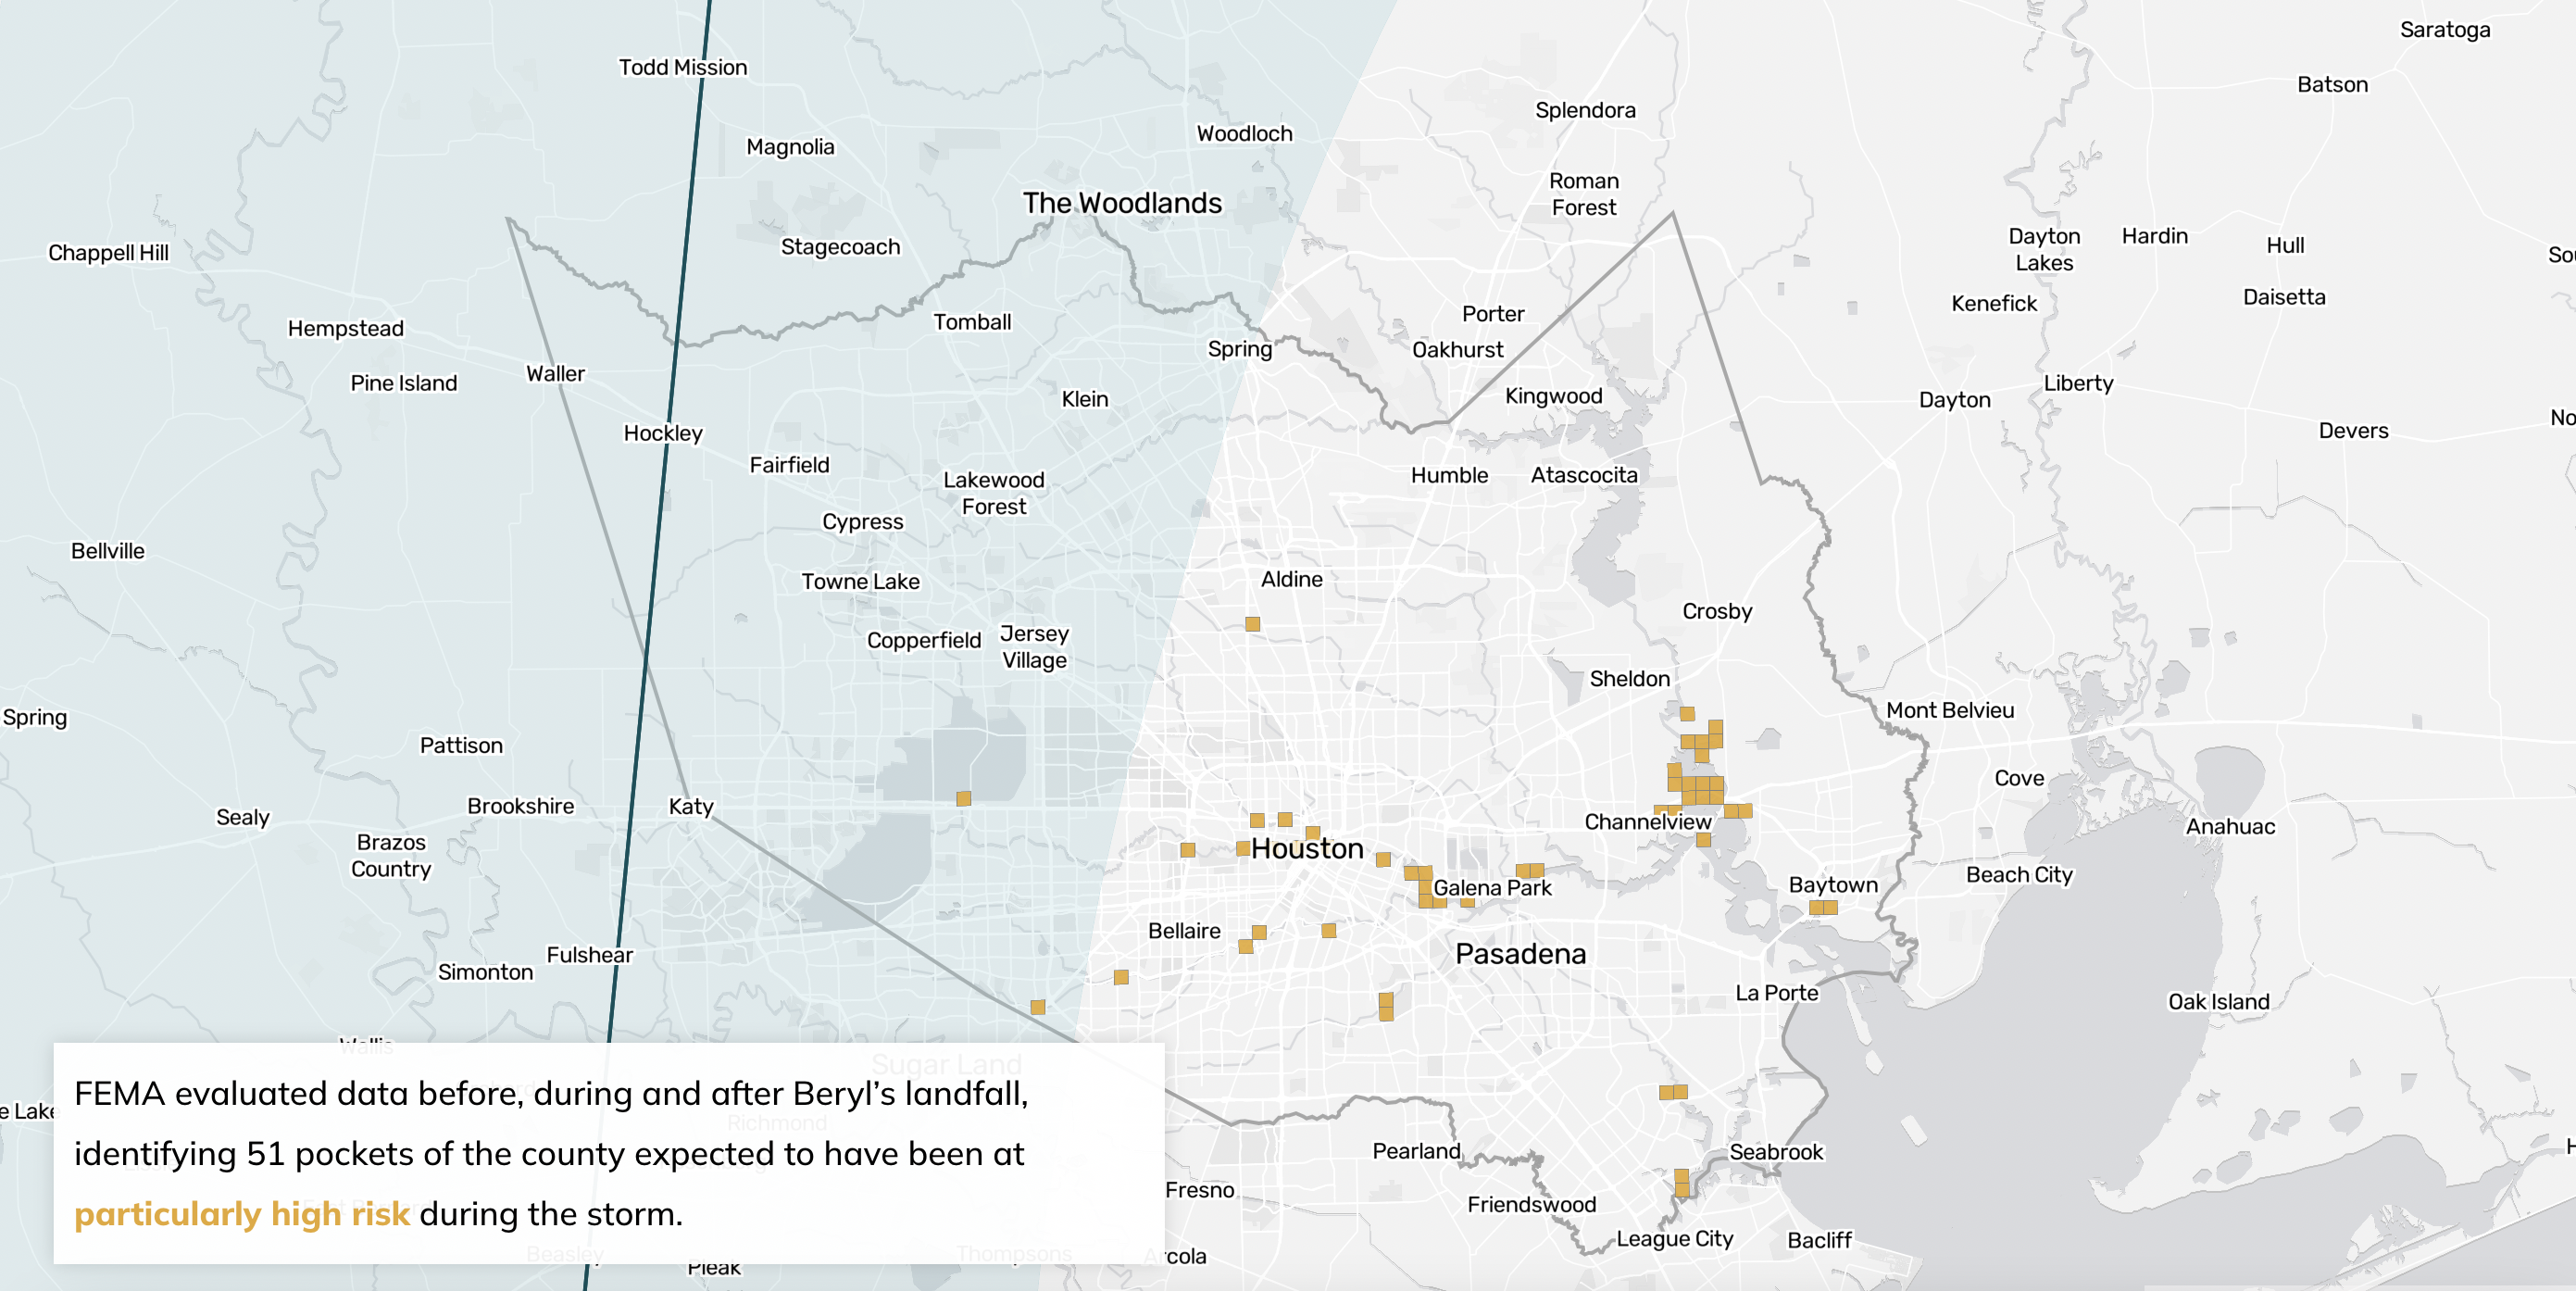 Saratoga
Todd Mission
Batson
Splendora
Woodloch
Magnolia
Roman
Forest
The Woodlands
Stagecoach
Chappell Hill
Dayton
Lakes
Hardin
Hull
Kenefick
Daisetta
Porter
Tomball
Hempstead
Spring
Oakhurst
Waller
Pine Island
Klein
Kingwood
Liberty
Dayton
Hockley
Devers
Fairfield
Lakewood
Forest
Humble
Atascocita
Cypress
Bellville
Towne Lake
Aldine
Crosby
Copperfield
Jersey
Village
Sheldon
Spring
Mont Belvieu
Pattison
Cove
Sealy
Brookshire
Katy
Channelview
Anahuac
Brazos
Country
Houston
Galena Park
Baytown
Beach City
Bellaire
Fulshear
Simonton
Pasadena
La Porte
Oak Island
Wallis
Sugar Land
FEMA evaluated data before, during and after Beryl's landfall,
identifying 51 pockets of the county expected to have been at
particularly high risk during the storm.
e Lake
Richmond
Pearland
Seabrook
Fresno
Friendswood
League City
Bacliff
Beasley
Pleak
Thompsons
Arcola